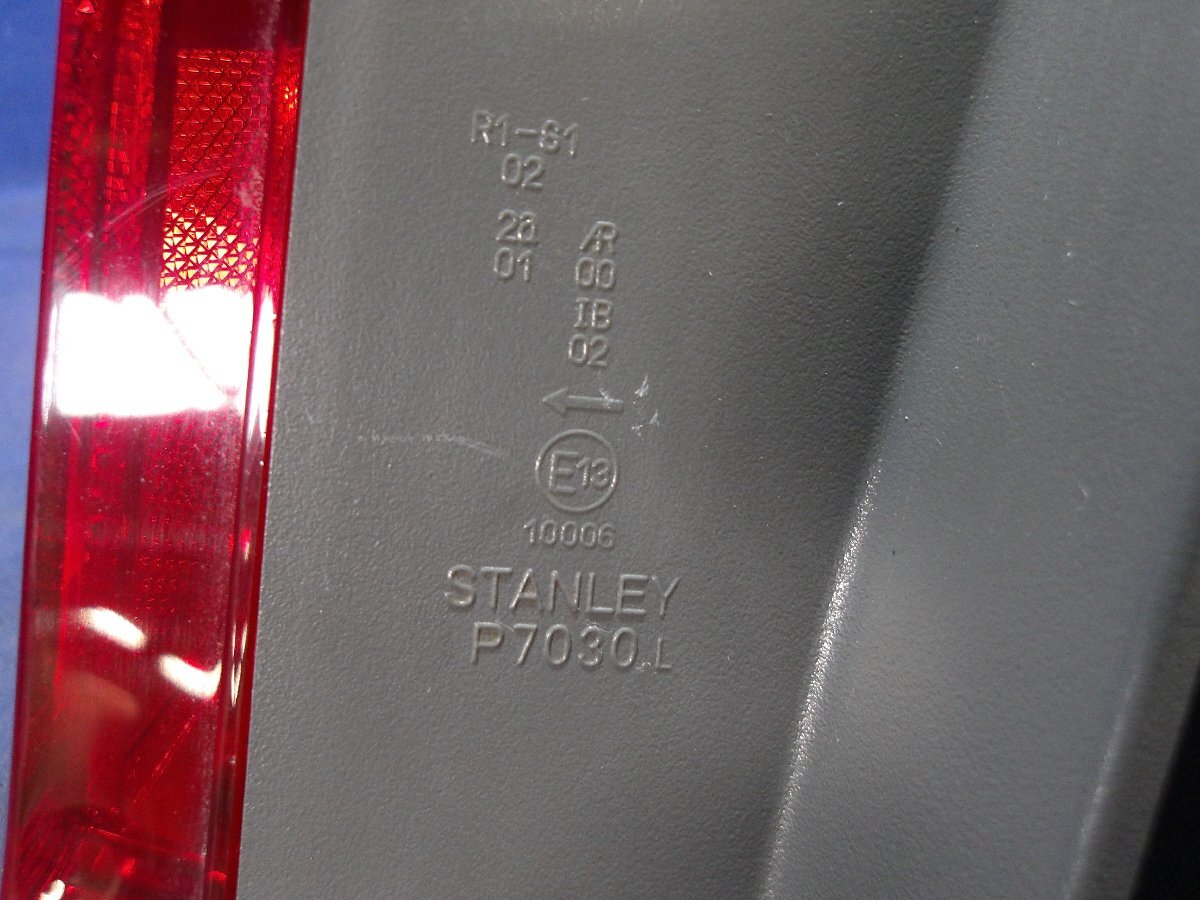 R1-S1
02
2a AR
01 00
IB
02
E13
10006
STANLEY
P7030 L